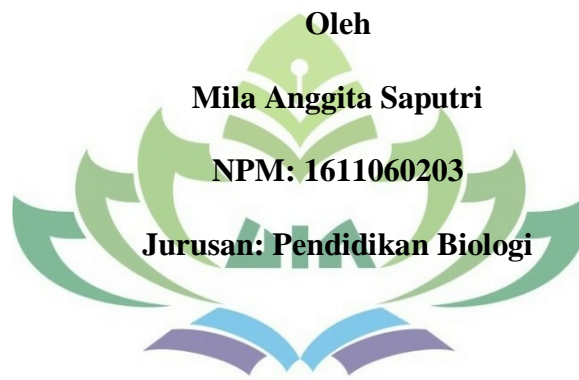 Oleh
Mila Anggita Saputri
NPM: 1611060203
Jurusan: Pendidikan Biologi